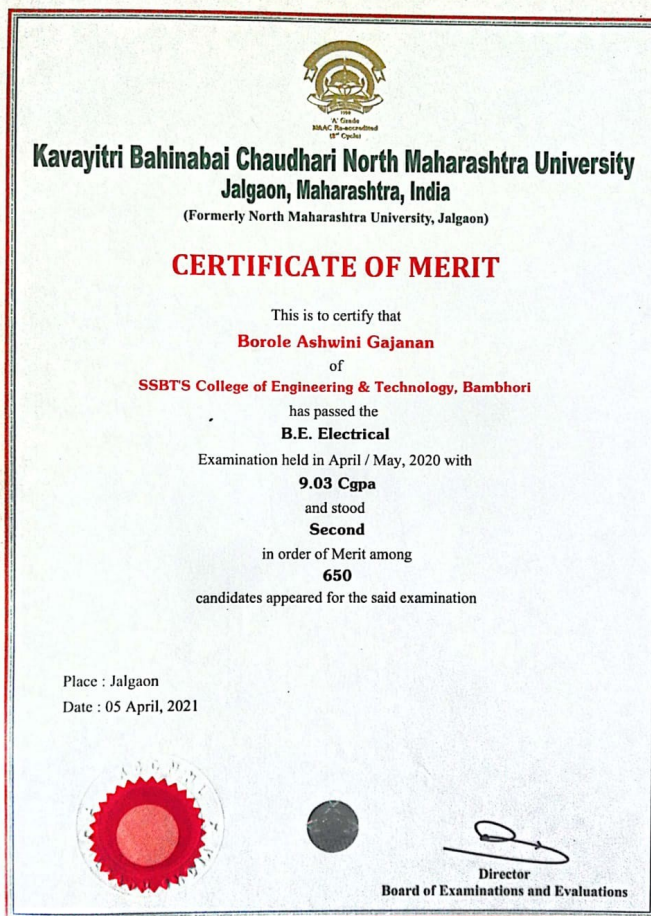 1990
'A' Grade
NAAC Re-accredited
(3rd Cycle)
Kavayitri Bahinabai Chaudhari North Maharashtra University
Jalgaon, Maharashtra, India
(Formerly North Maharashtra University, Jalgaon)
CERTIFICATE OF MERIT
This is to certify that
Borole Ashwini Gajanan
of
SSBT'S College of Engineering & Technology, Bambhori
has passed the
B.E. Electrical
Examination held in April / May, 2020 with
9.03 Cgpa
and stood
Second
in order of Merit among
650
candidates appeared for the said examination
Place : Jalgaon
Date : 05 April, 2021
Director
Board of Examinations and Evaluations